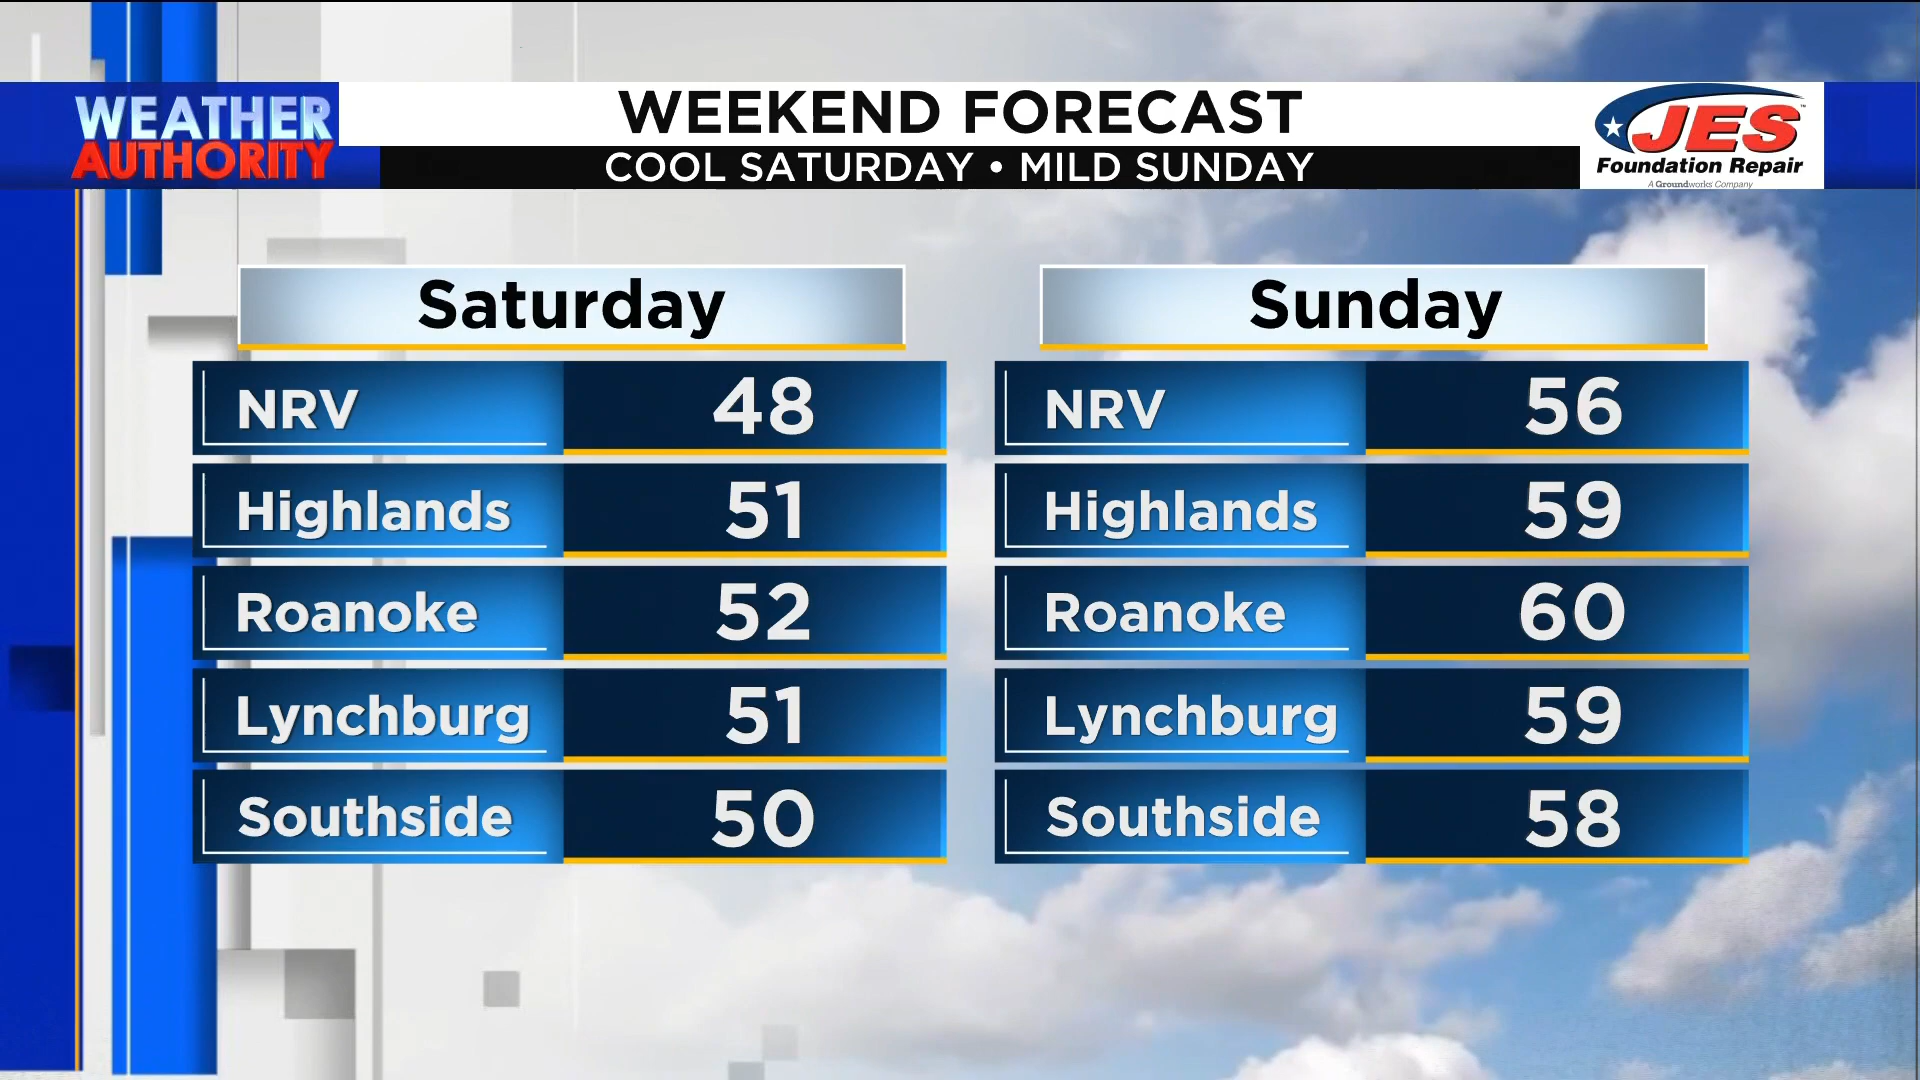 WEATHER
AUTHORITY
WEEKEND FORECAST
COOL SATURDAY • MILD SUNDAY
JES™
Foundation Repair
A Groundworks Company
Saturday
NRV 48
Highlands 51
Roanoke 52
Lynchburg 51
Southside 50
Sunday
NRV 56
Highlands 59
Roanoke 60
Lynchburg 59
Southside 58